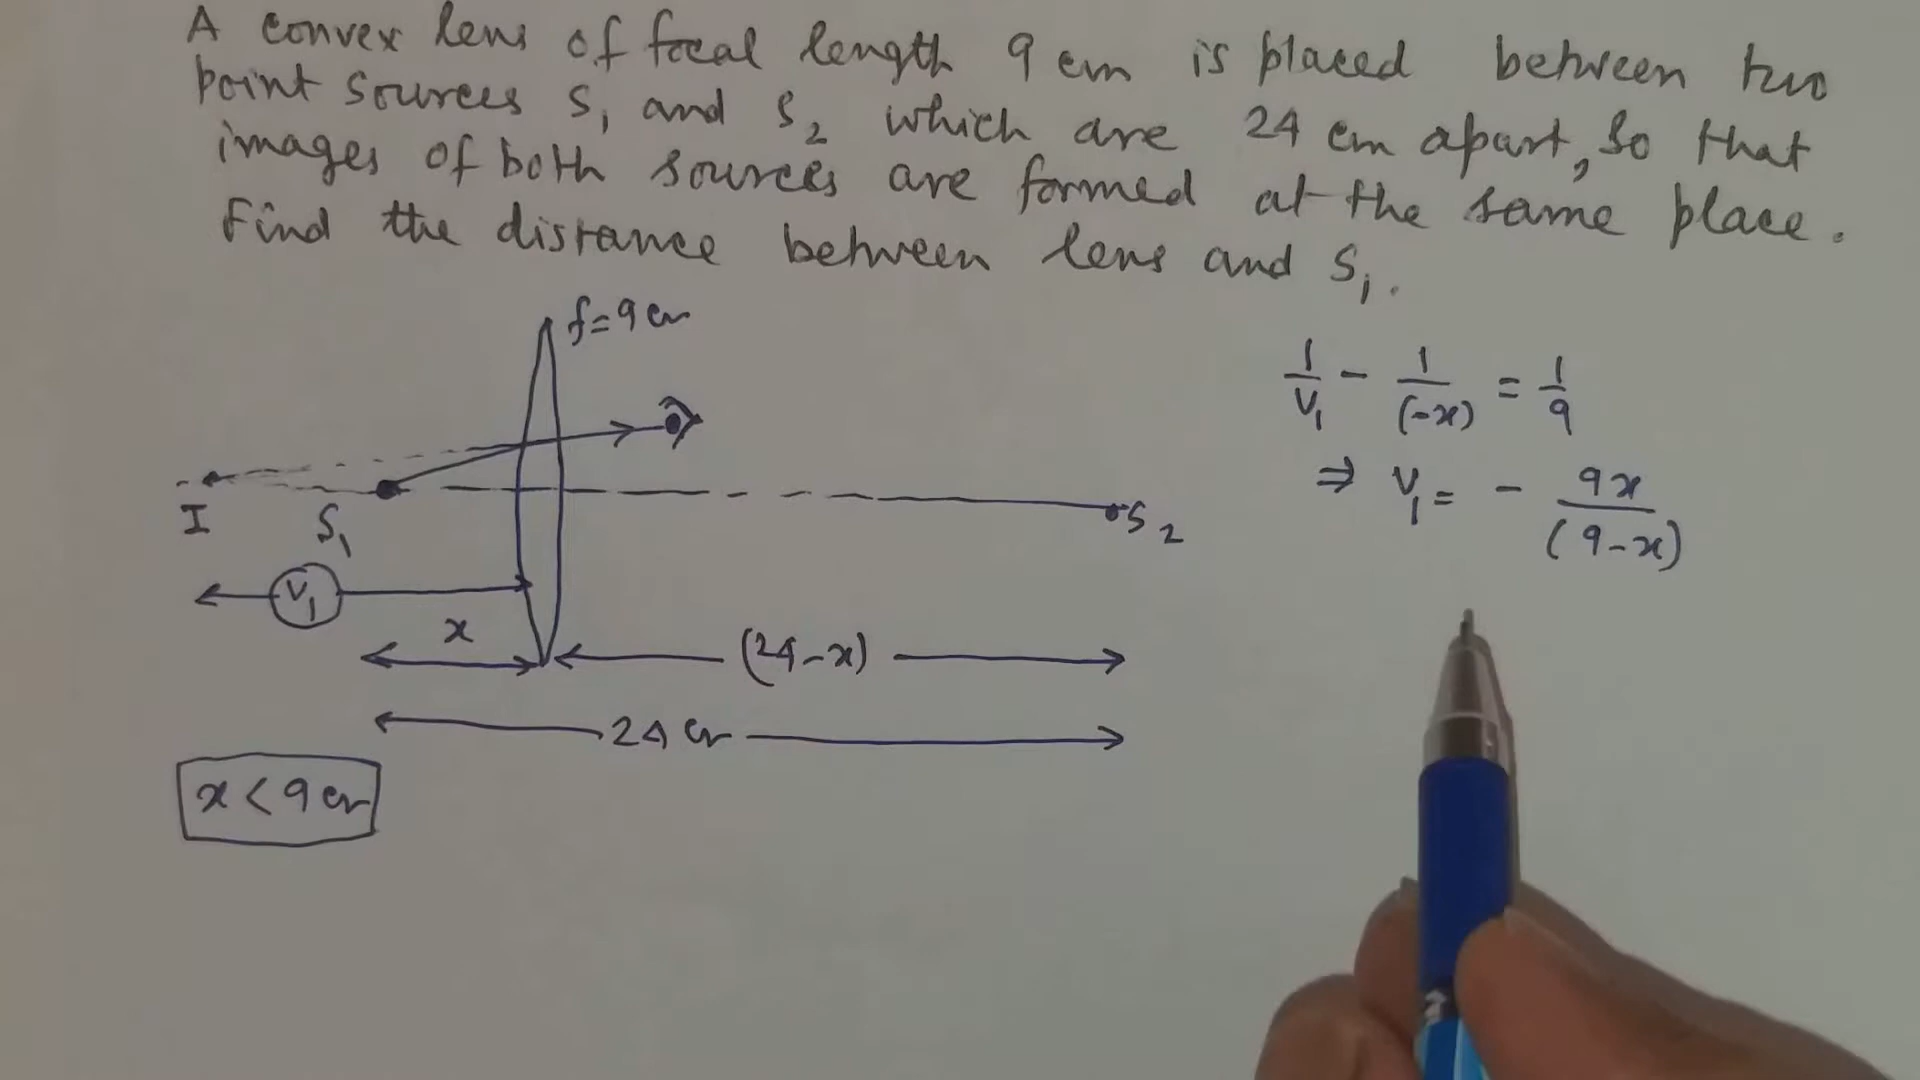 A convex lens of focal length 9 cm is placed between two
point sources S₁ and S₂ which are 24 cm apart, so that
images of both sources are formed at the same place.
Find the distance between lens and S₁.
f = 9 cm
1/V₁ - 1/(-x) = 1/9
⇒ V₁ = - 9x/(9-x)
I
S₁
S₂
V₁
x
(24-x)
24 cm
x < 9 cm